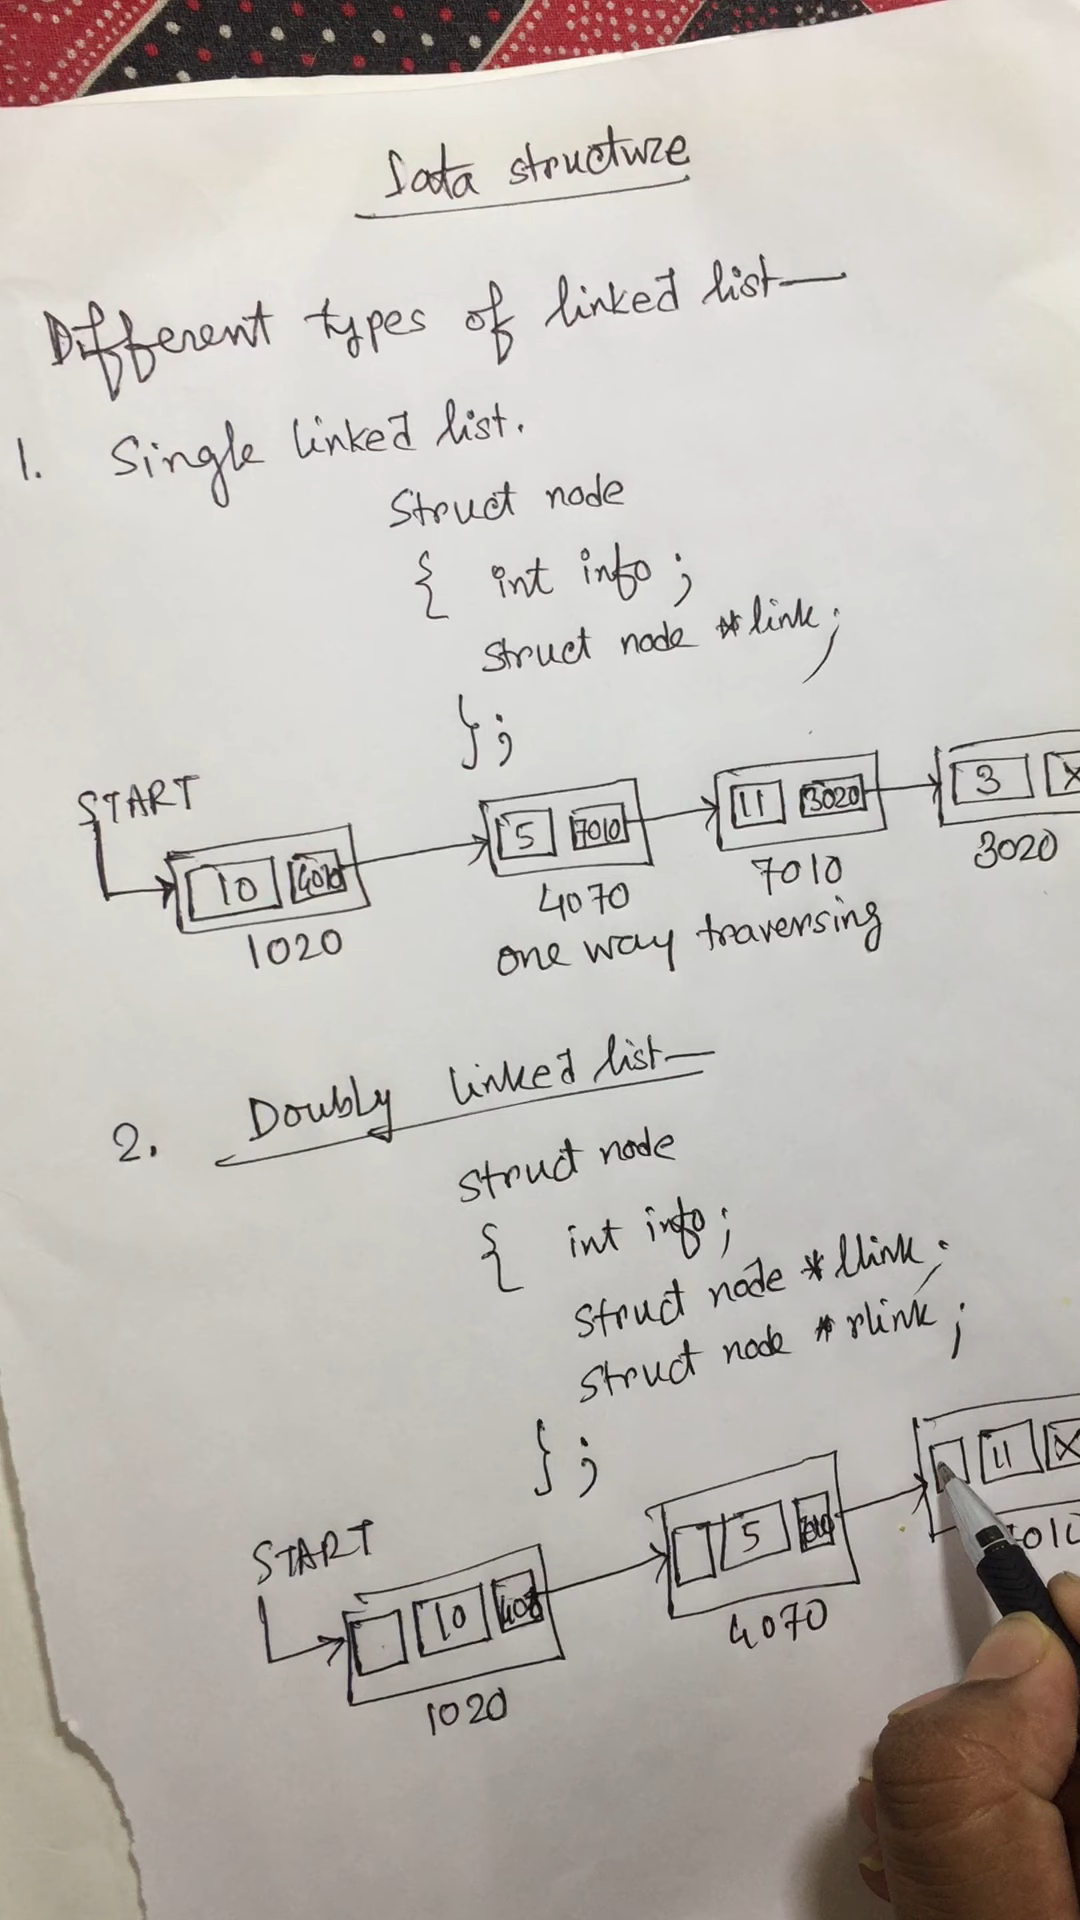 Data structure
Different types of linked list—
1. Single linked list.
Struct node
{ int info;
struct node *link;
};
START
10 4070 5 7010 11 3020 3 X
1020 4070 7010 3020
one way traversing
2. Doubly linked list—
struct node
{ int info;
struct node *llink;
struct node *rlink;
};
START
10 5 11 X
1020 4070